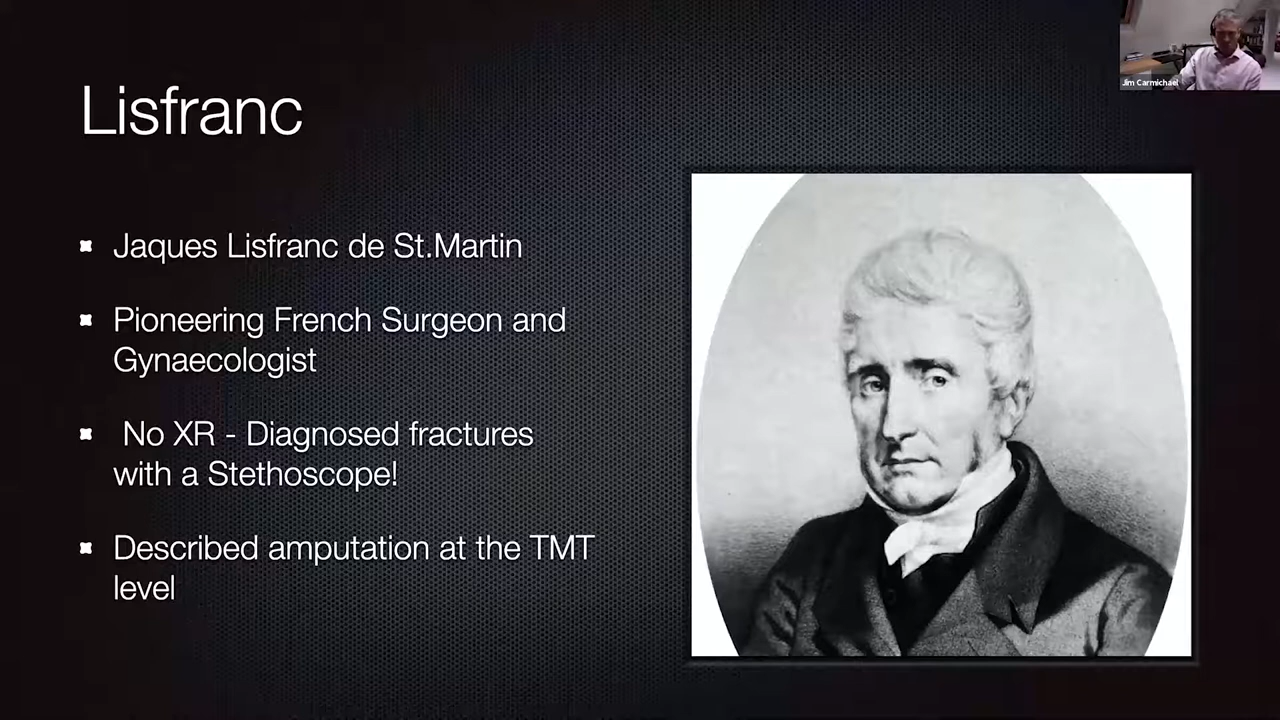 Jim Carmichael
Lisfranc
Jaques Lisfranc de St.Martin
Pioneering French Surgeon and
Gynaecologist
No XR - Diagnosed fractures
with a Stethoscope!
Described amputation at the TMT
level